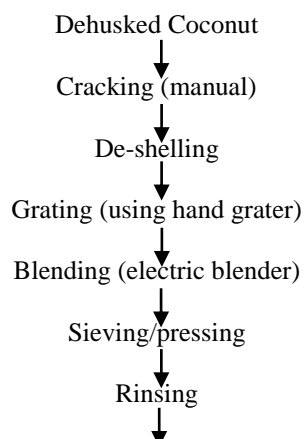 Dehusked Coconut
Cracking (manual)
De-shelling
Grating (using hand grater)
Blending (electric blender)
Sieving/pressing
Rinsing